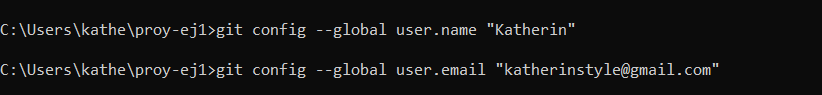 C:\Users\kathe\proy-ej1>git config --global user.name "Katherin"
C:\Users\kathe\proy-ej1>git config --global user.email "katherinstyle@gmail.com"